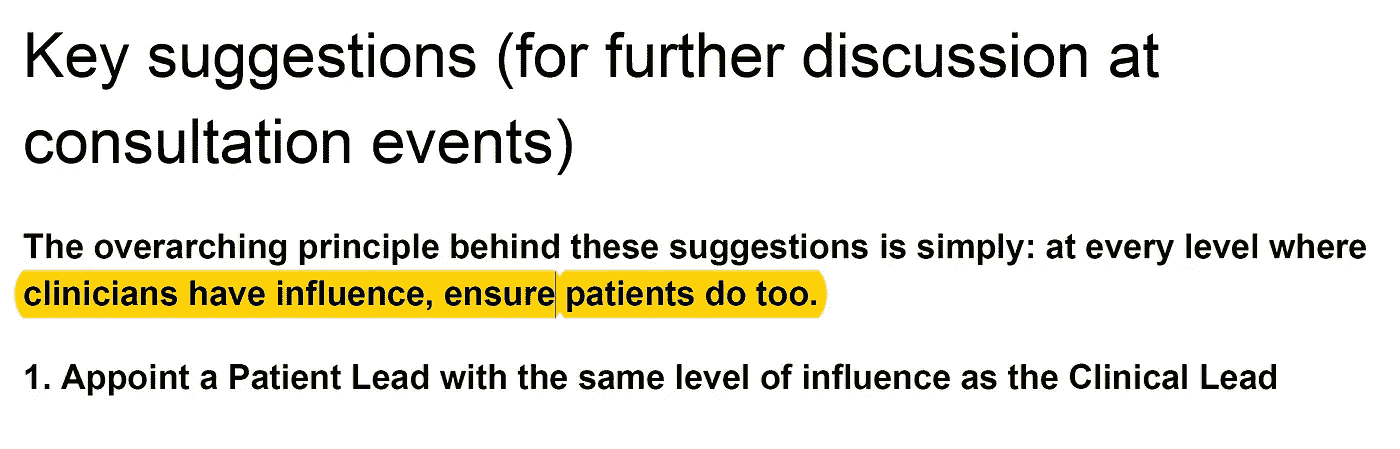 Key suggestions (for further discussion at
consultation events)
The overarching principle behind these suggestions is simply: at every level where
clinicians have influence, ensure patients do too.
1. Appoint a Patient Lead with the same level of influence as the Clinical Lead